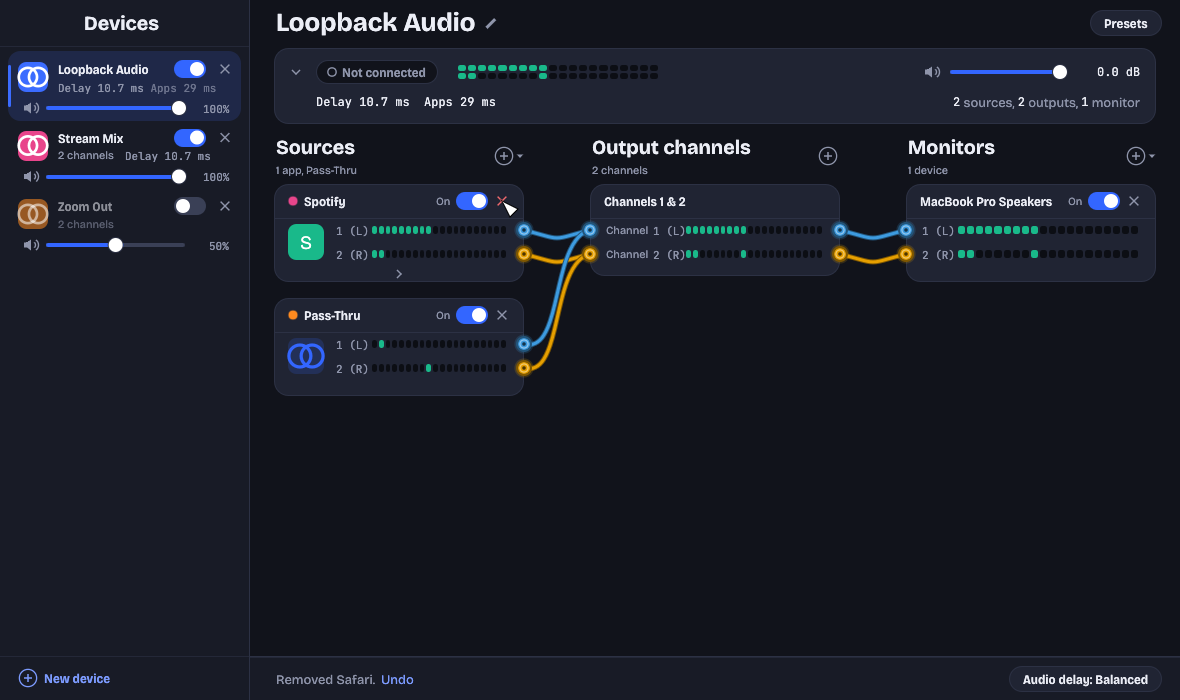 Devices
Loopback Audio
Delay 10.7 ms Apps 29 ms
100%
Stream Mix
2 channels Delay 10.7 ms
100%
Zoom Out
2 channels
50%
New device
Loopback Audio
Presets
Not connected
0.0 dB
Delay 10.7 ms Apps 29 ms
2 sources, 2 outputs, 1 monitor
Sources
1 app, Pass-Thru
Spotify On
S
1 (L)
2 (R)
Pass-Thru On
1 (L)
2 (R)
Output channels
2 channels
Channels 1 & 2
Channel 1 (L)
Channel 2 (R)
Monitors
1 device
MacBook Pro Speakers On
1 (L)
2 (R)
Removed Safari. Undo
Audio delay: Balanced